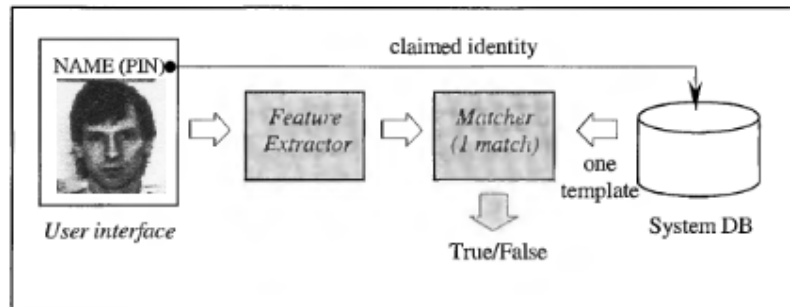 claimed identity
NAME (PIN)
Feature
Extractor
Matcher
(1 match)
one
template
User interface
System DB
True/False